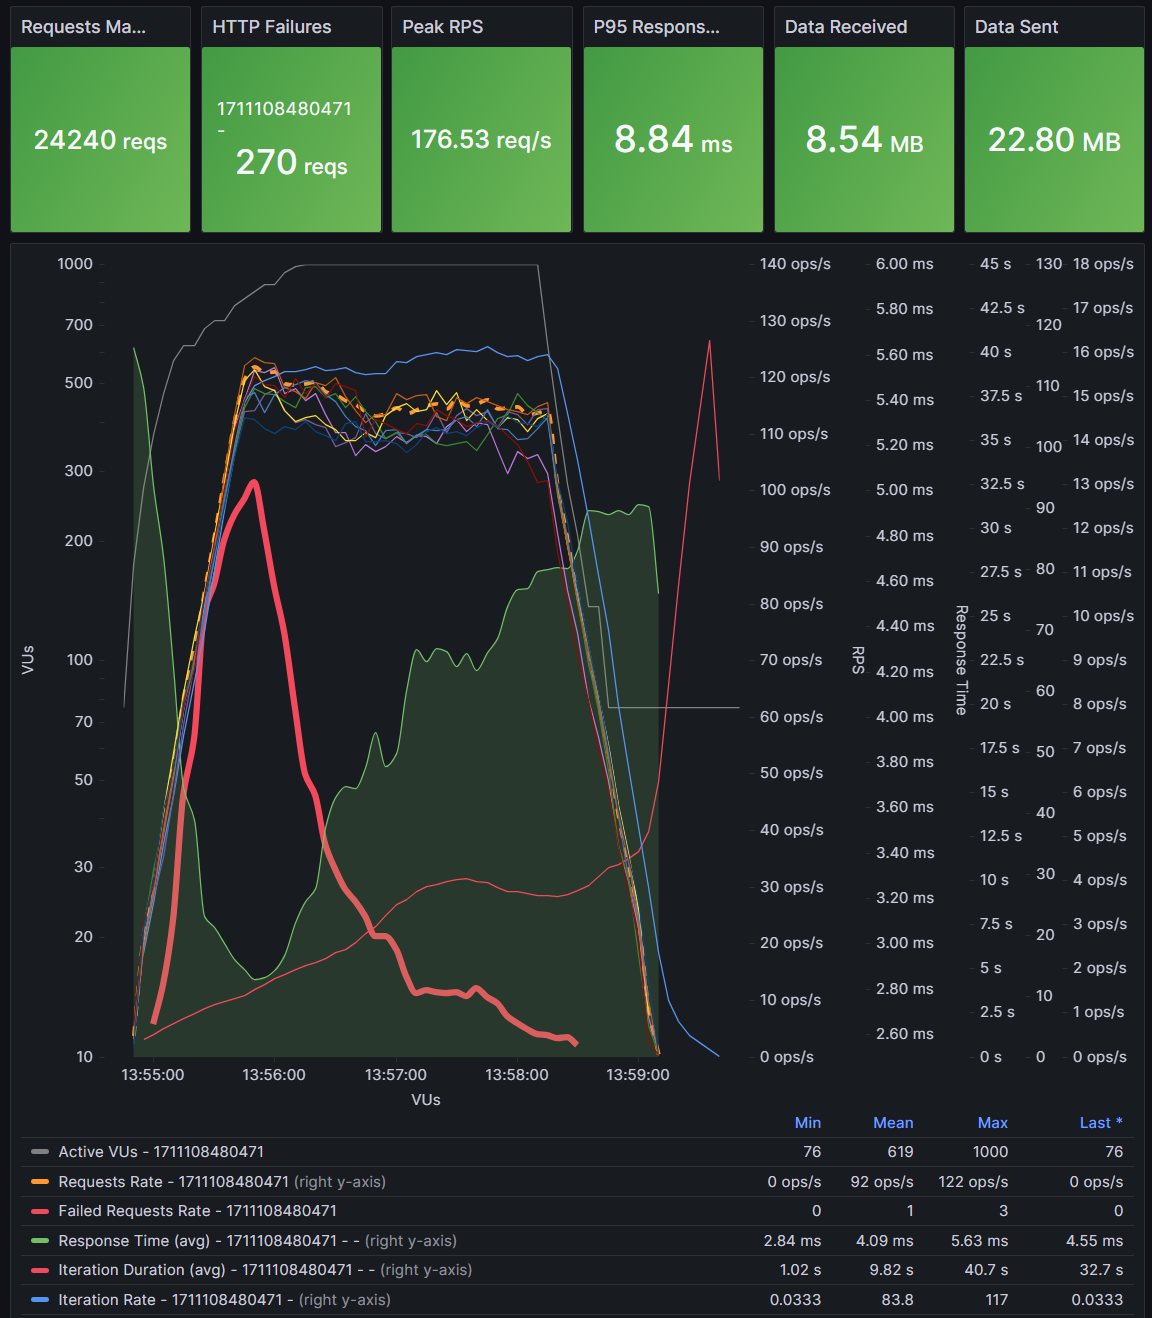 Requests Ma...
HTTP Failures
Peak RPS
P95 Respons...
Data Received
Data Sent
24240 reqs
1711108480471
-
270 reqs
176.53 req/s
8.84 ms
8.54 MB
22.80 MB
1000
700
500
300
200
100
70
50
30
20
10
VUs
13:55:00
13:56:00
13:57:00
13:58:00
13:59:00
VUs
140 ops/s
130 ops/s
120 ops/s
110 ops/s
100 ops/s
90 ops/s
80 ops/s
70 ops/s
60 ops/s
50 ops/s
40 ops/s
30 ops/s
20 ops/s
10 ops/s
0 ops/s
RPS
6.00 ms
5.80 ms
5.60 ms
5.40 ms
5.20 ms
5.00 ms
4.80 ms
4.60 ms
4.40 ms
4.20 ms
4.00 ms
3.80 ms
3.60 ms
3.40 ms
3.20 ms
3.00 ms
2.80 ms
2.60 ms
Response Time
45 s
42.5 s
40 s
37.5 s
35 s
32.5 s
30 s
27.5 s
25 s
22.5 s
20 s
17.5 s
15 s
12.5 s
10 s
7.5 s
5 s
2.5 s
0 s
130
120
110
100
90
80
70
60
50
40
30
20
10
0
18 ops/s
17 ops/s
16 ops/s
15 ops/s
14 ops/s
13 ops/s
12 ops/s
11 ops/s
10 ops/s
9 ops/s
8 ops/s
7 ops/s
6 ops/s
5 ops/s
4 ops/s
3 ops/s
2 ops/s
1 ops/s
0 ops/s
Min Mean Max Last *
Active VUs - 1711108480471 76 619 1000 76
Requests Rate - 1711108480471 (right y-axis) 0 ops/s 92 ops/s 122 ops/s 0 ops/s
Failed Requests Rate - 1711108480471 0 1 3 0
Response Time (avg) - 1711108480471 - - (right y-axis) 2.84 ms 4.09 ms 5.63 ms 4.55 ms
Iteration Duration (avg) - 1711108480471 - - (right y-axis) 1.02 s 9.82 s 40.7 s 32.7 s
Iteration Rate - 1711108480471 - (right y-axis) 0.0333 83.8 117 0.0333